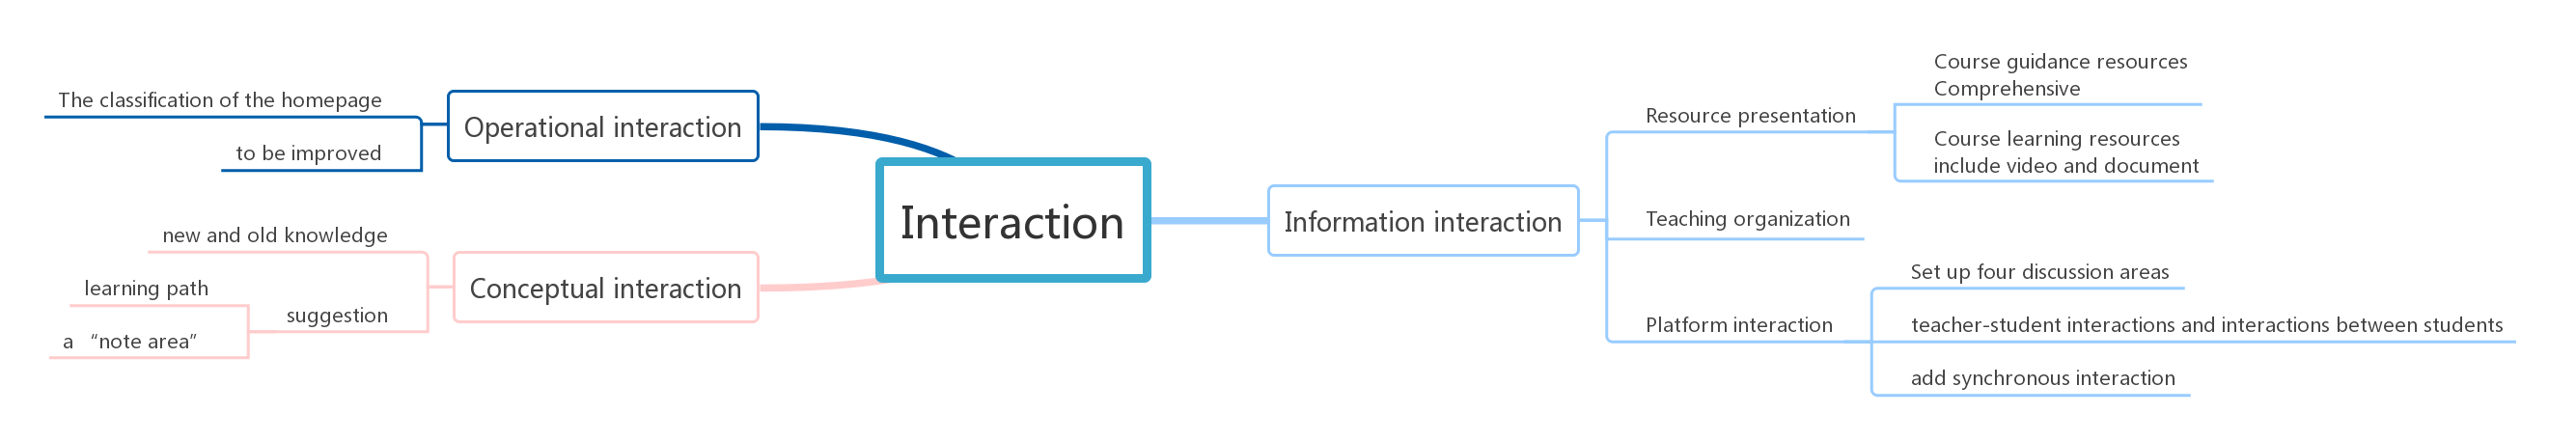 Interaction
Operational interaction
The classification of the homepage
to be improved
Conceptual interaction
new and old knowledge
suggestion
learning path
a “note area”
Information interaction
Resource presentation
Course guidance resources
Comprehensive
Course learning resources
include video and document
Teaching organization
Platform interaction
Set up four discussion areas
teacher-student interactions and interactions between students
add synchronous interaction